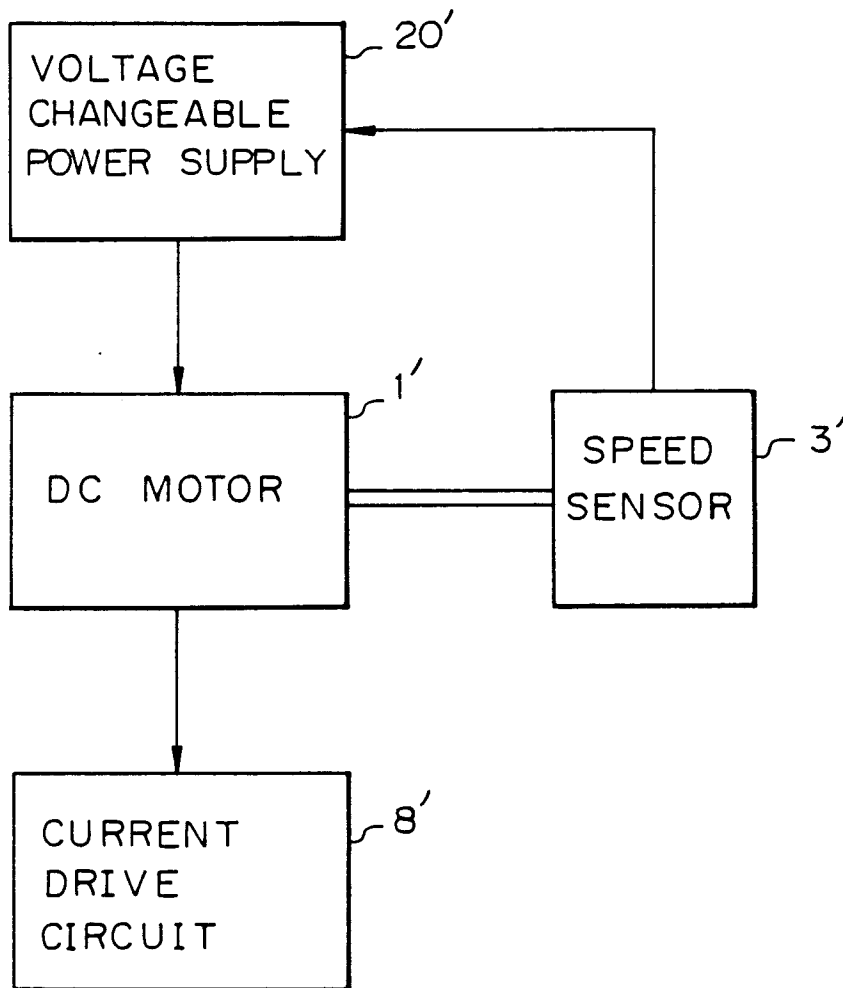 20′
VOLTAGE
CHANGEABLE
POWER SUPPLY
1′
DC MOTOR
SPEED
SENSOR
3′
8′
CURRENT
DRIVE
CIRCUIT